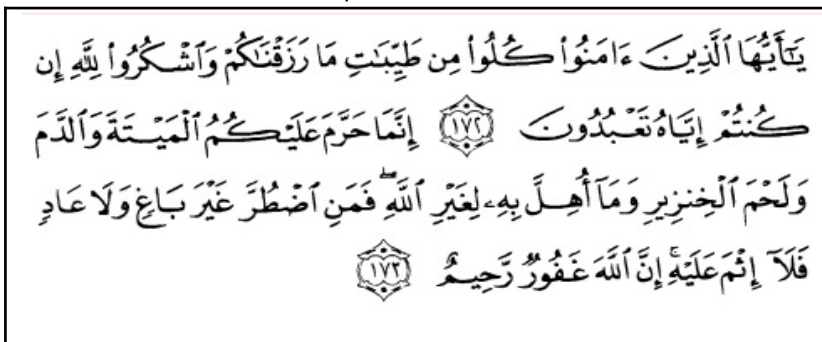 يَٰٓأَيُّهَا ٱلَّذِينَ ءَامَنُوا۟ كُلُوا۟ مِن طَيِّبَٰتِ مَا رَزَقْنَٰكُمْ وَٱشْكُرُوا۟ لِلَّهِ إِن
كُنتُمْ إِيَّاهُ تَعْبُدُونَ ١٧٢ إِنَّمَا حَرَّمَ عَلَيْكُمُ ٱلْمَيْتَةَ وَٱلدَّمَ
وَلَحْمَ ٱلْخِنزِيرِ وَمَآ أُهِلَّ بِهِۦ لِغَيْرِ ٱللَّهِۖ فَمَنِ ٱضْطُرَّ غَيْرَ بَاغٍ وَلَا عَادٍ
فَلَآ إِثْمَ عَلَيْهِۚ إِنَّ ٱللَّهَ غَفُورٌ رَّحِيمٌ ١٧٣